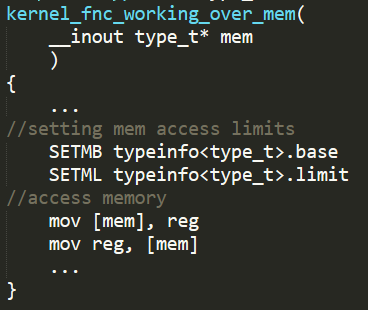 kernel_fnc_working_over_mem(
    __inout type_t* mem
    )
{
    ...
//setting mem access limits
    SETMB typeinfo<type_t>.base
    SETML typeinfo<type_t>.limit
//access memory
    mov [mem], reg
    mov reg, [mem]
    ...
}